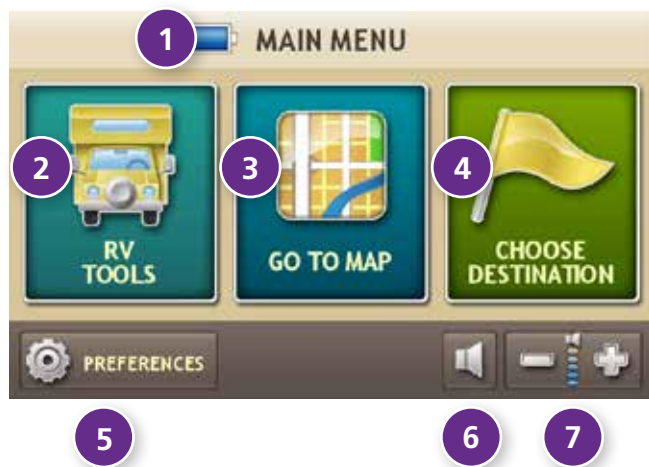 1 MAIN MENU
2 3 4
RV
TOOLS
GO TO MAP
CHOOSE
DESTINATION
PREFERENCES
5 6 7